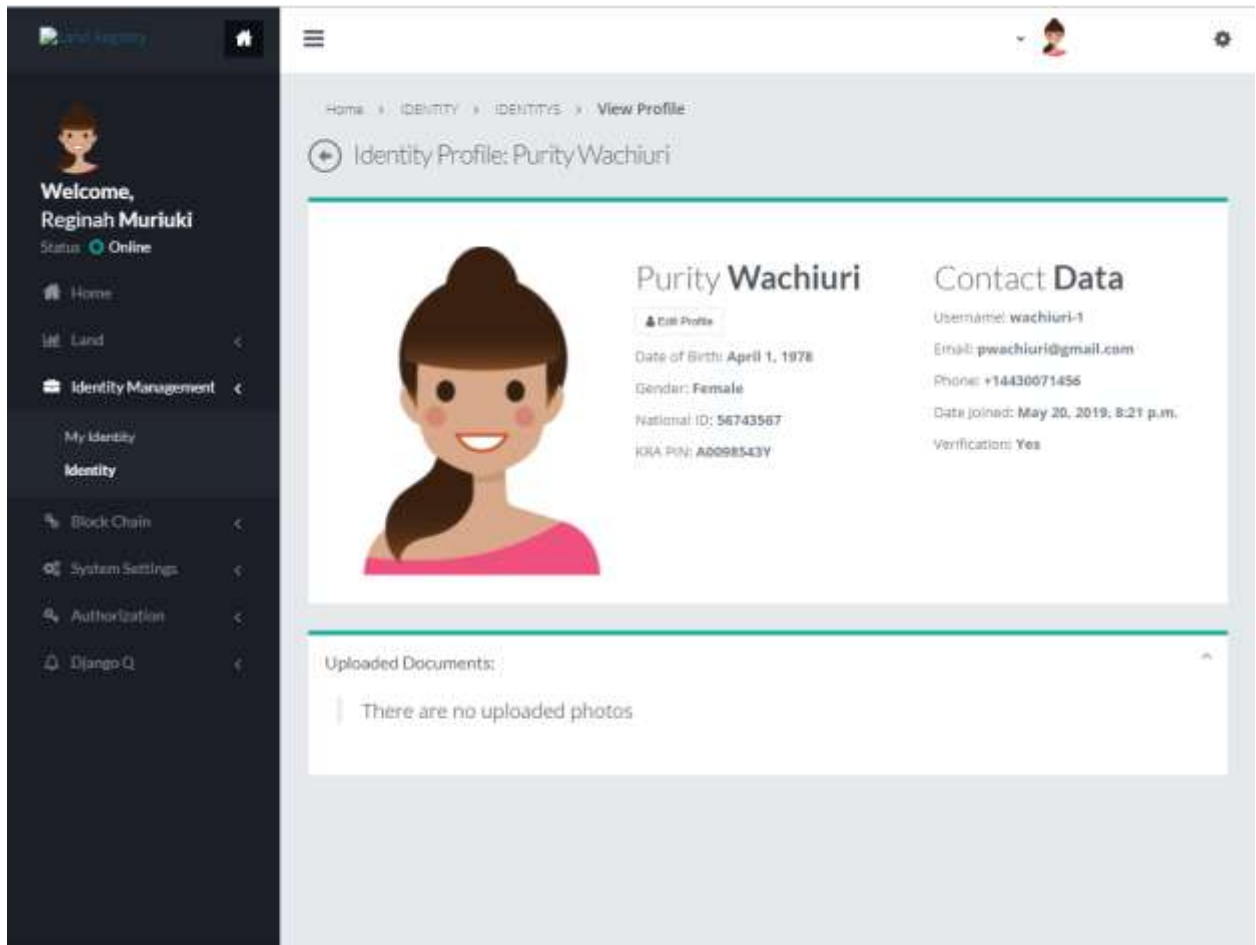 Land Registry
Welcome,
Reginah Muriuki
Status Online
Home
Land
Identity Management
My Identity
Identity
Block Chain
System Settings
Authorization
Django Q
Home > IDENTITY > IDENTITYS > View Profile
Identity Profile: Purity Wachiuri
Purity Wachiuri
Edit Profile
Date of Birth: April 1, 1978
Gender: Female
National ID: 56743567
KRA PIN: A0098543Y
Contact Data
Username: wachiuri-1
Email: pwachiuri@gmail.com
Phone: +14430071456
Date joined: May 20, 2019, 8:21 p.m.
Verification: Yes
Uploaded Documents:
There are no uploaded photos